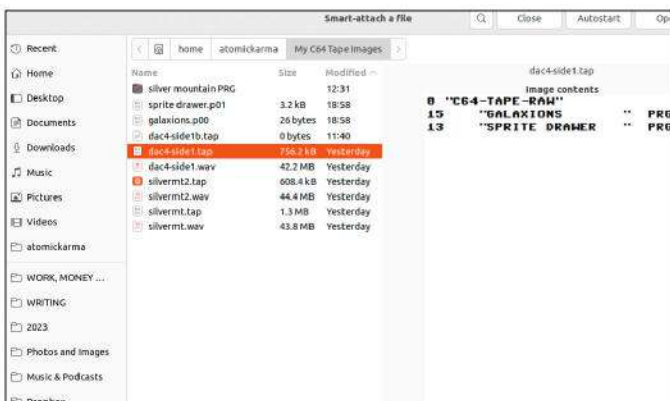 Smart-attach a file
Close
Autostart
Recent
home
atomickarma
My C64 Tape Images
Home
Name
Size
Modified
dac4-side1.tap
silver mountain PRG
12:31
Image contents
Desktop
sprite drawer.p01
3.2 kB
18:58
0 "C64-TAPE-RAW"
Documents
galaxions.p00
26 bytes
18:58
15 "GALAXIONS " PRG
dac4-side1b.tap
0 bytes
11:40
13 "SPRITE DRAWER " PRG
Downloads
dac4-side1.tap
756.2 kB
Yesterday
Music
dac4-side1.wav
42.2 MB
Yesterday
silvermt2.tap
608.4 kB
Yesterday
Pictures
silvermt2.wav
44.4 MB
Yesterday
Videos
silvermt.tap
1.3 MB
Yesterday
silvermt.wav
43.8 MB
Yesterday
atomickarma
WORK, MONEY ...
WRITING
2023
Photos and Images
Music & Podcasts